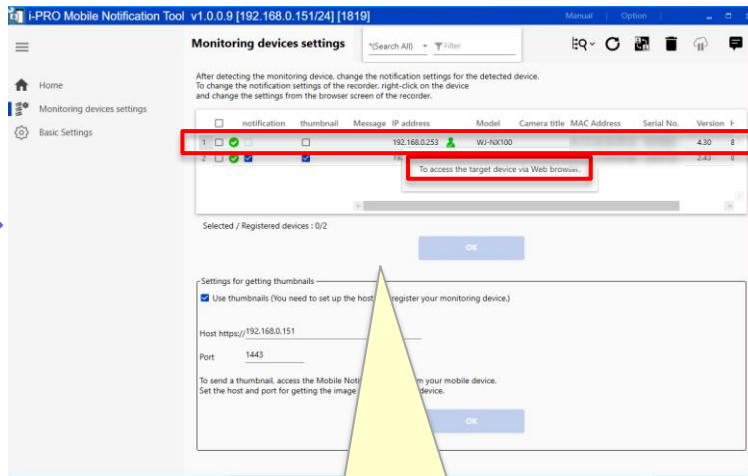 i-PRO Mobile Notification Tool v1.0.0.9 [192.168.0.151/24] [1819] Manual | Option |
Monitoring devices settings *(Search All) Filter
After detecting the monitoring device, change the notification settings for the detected device.
To change the notification settings of the recorder, right-click on the device
and change the settings from the browser screen of the recorder.
Home
Monitoring devices settings
Basic Settings
notification thumbnail Message IP address Model Camera title MAC Address Serial No. Version
1 192.168.0.253 WJ-NX100 4.30 8
2 2.43 8
To access the target device via Web browser.
Selected / Registered devices : 0/2
OK
Settings for getting thumbnails
Use thumbnails (You need to set up the host register your monitoring device.)
Host https:// 192.168.0.151
Port 1443
To send a thumbnail, access the Mobile your mobile device.
Set the host and port for getting the image device.
OK